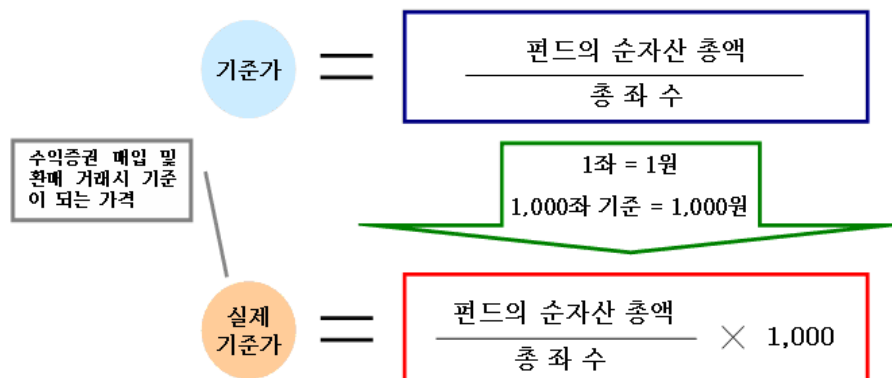 기준가
=
펀드의 순자산 총액
총 좌 수
수익증권 매입 및
환매 거래시 기준
이 되는 가격
1좌 = 1원
1,000좌 기준 = 1,000원
실제
기준가
=
펀드의 순자산 총액
총 좌 수
× 1,000